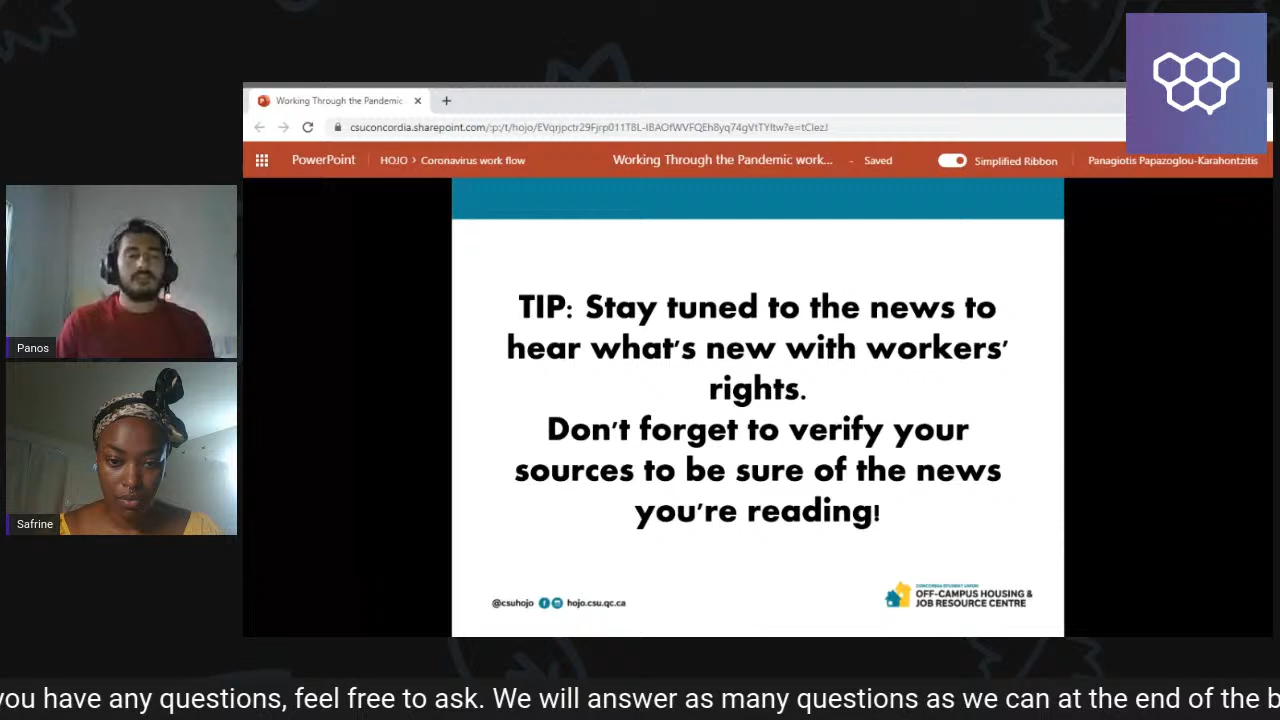 Working Through the Pandemic
csuconcordia.sharepoint.com/:p:/t/hojo/EVqrjpctr29Fjrp011T8L-IBAOfWVFQEh8yq74gVtTYItw?e=tClezJ
PowerPoint
HOJO > Coronavirus work flow
Working Through the Pandemic work... - Saved
Simplified Ribbon
Panagiotis Papazoglou-Karahontzitis
TIP: Stay tuned to the news to
hear what's new with workers'
rights.
Don't forget to verify your
sources to be sure of the news
you're reading!
@csuhojo
hojo.csu.qc.ca
CONCORDIA STUDENT UNION
OFF-CAMPUS HOUSING &
JOB RESOURCE CENTRE
Panos
Safrine
you have any questions, feel free to ask. We will answer as many questions as we can at the end of the b